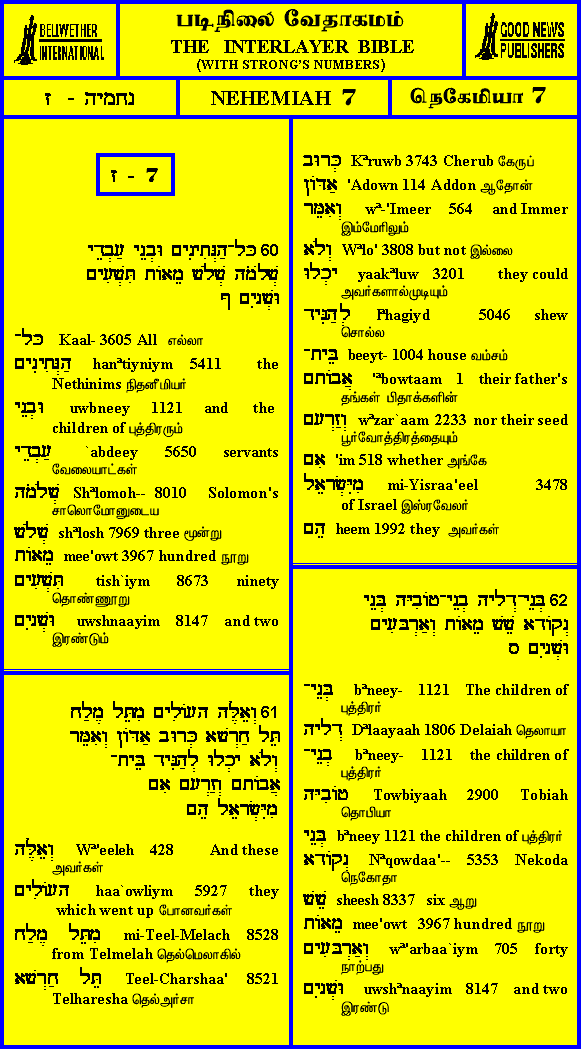 BELLWETHER
INTERNATIONAL
படிநிலை வேதாகமம்
THE INTERLAYER BIBLE
(WITH STRONG'S NUMBERS)
GOOD NEWS
PUBLISHERS
נחמיה - ז
NEHEMIAH 7
நெகேமியா 7
ז - 7
60 כָּל־הַנְּתִינִים וּבְנֵי עַבְדֵי
שְׁלֹמֹה שְׁלֹשׁ מֵאוֹת תִּשְׁעִים
וּשְׁנָיִם ף
כָּל־ Kaal- 3605 All எல்லா
הַנְּתִינִים hanªtiyniym 5411 the
Nethinims நிதனீமியர்
וּבְנֵי uwbneey 1121 and the
children of புத்திரரும்
עַבְדֵי `abdeey 5650 servants
வேலையாட்கள்
שְׁלֹמֹה Shªlomoh-- 8010 Solomon's
சாலொமோனுடைய
שְׁלֹשׁ shªlosh 7969 three மூன்று
מֵאוֹת mee'owt 3967 hundred நூறு
תִּשְׁעִים tish`iym 8673 ninety
தொண்ணூறு
וּשְׁנָיִם uwshnaayim 8147 and two
இரண்டும்
61 וְאֵלֶּה הָעוֹלִים מִתֵּל מֶלַח
תֵּל חַרְשָׁא כְּרוּב אַדּוֹן וְאִמֵּר
וְלֹא יָכְלוּ לְהַגִּיד בֵּית־
אֲבוֹתָם וְזַרְעָם אִם
מִיִּשְׂרָאֵל הֵם
וְאֵלֶּה Wª'eeleh 428 And these
அவர்கள்
הָעוֹלִים haa`owliym 5927 they
which went up போனவர்கள்
מִתֵּל מֶלַח mi-Teel-Melach 8528
from Telmelah தெல்மெலாகில்
תֵּל חַרְשָׁא Teel-Charshaa' 8521
Telharesha தெல்அர்சா
כְּרוּב Kªruwb 3743 Cherub கேருப்
אַדּוֹן 'Adown 114 Addon ஆதோன்
וְאִמֵּר wª-'Imeer 564 and Immer
இம்மேரிலும்
וְלֹא Wªlo' 3808 but not இல்லை
יָכְלוּ yaakªluw 3201 they could
அவர்களால்முடியும்
לְהַגִּיד lªhagiyd 5046 shew
சொல்ல
בֵּית־ beeyt- 1004 house வம்சம்
אֲבוֹתָם 'ªbowtaam 1 their father's
தங்கள் பிதாக்களின்
וְזַרְעָם wªzar`aam 2233 nor their seed
பூர்வோத்திரத்தையும்
אִם 'im 518 whether அங்கே
מִיִּשְׂרָאֵל mi-Yisraa'eel 3478
of Israel இஸ்ரவேலர்
הֵם heem 1992 they அவர்கள்
62 בְּנֵי־דְלָיָה בְנֵי־טוֹבִיָּה בְּנֵי
נְקוֹדָא שֵׁשׁ מֵאוֹת וְאַרְבָּעִים
וּשְׁנָיִם ס
בְּנֵי־ bªneey- 1121 The children of
புத்திரர்
דְלָיָה Dªlaayaah 1806 Delaiah தெலாயா
בְנֵי־ bªneey- 1121 the children of
புத்திரர்
טוֹבִיָּה Towbiyaah 2900 Tobiah
தொபியா
בְּנֵי bªneey 1121 the children of புத்திரர்
נְקוֹדָא Nªqowdaa'-- 5353 Nekoda
நெகோதா
שֵׁשׁ sheesh 8337 six ஆறு
מֵאוֹת mee'owt 3967 hundred நூறு
וְאַרְבָּעִים wª'arbaa`iym 705 forty
நாற்பது
וּשְׁנָיִם uwshªnaayim 8147 and two
இரண்டு